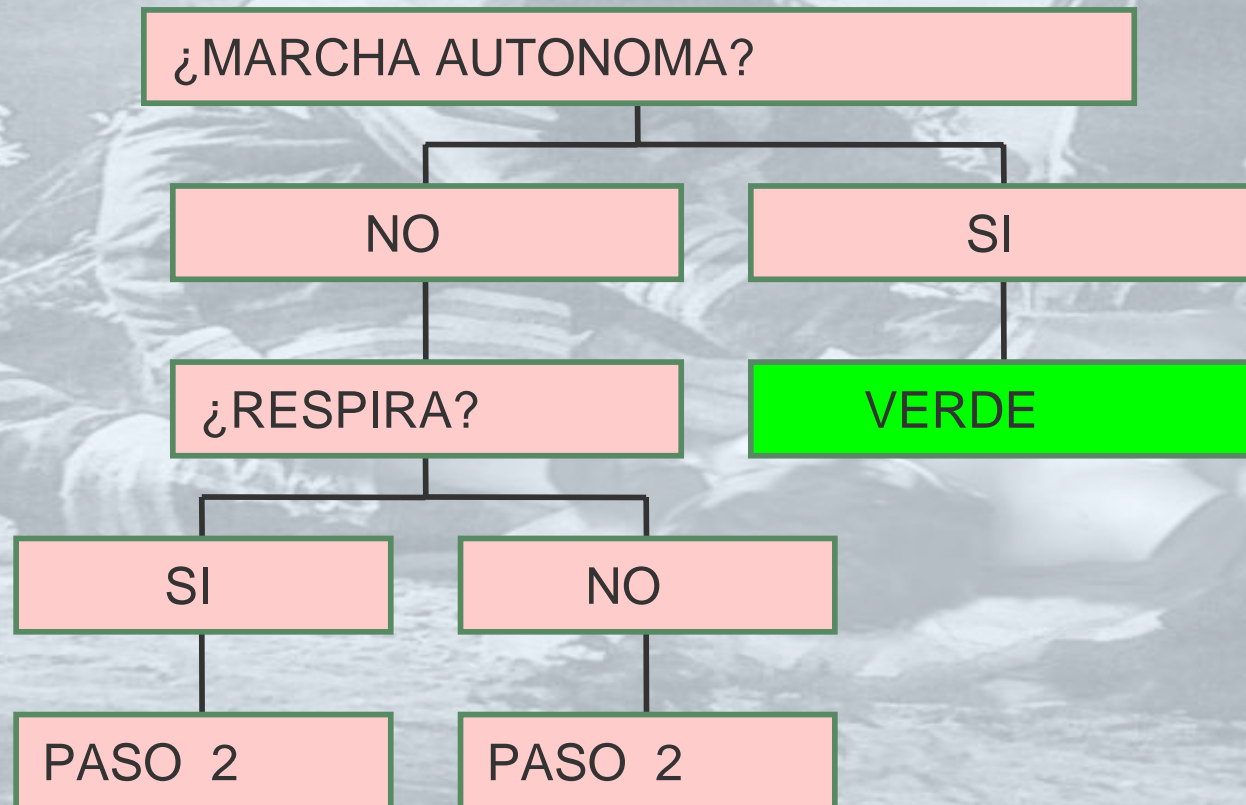 ¿MARCHA AUTONOMA?
NO
SI
¿RESPIRA?
VERDE
SI
NO
PASO 2
PASO 2